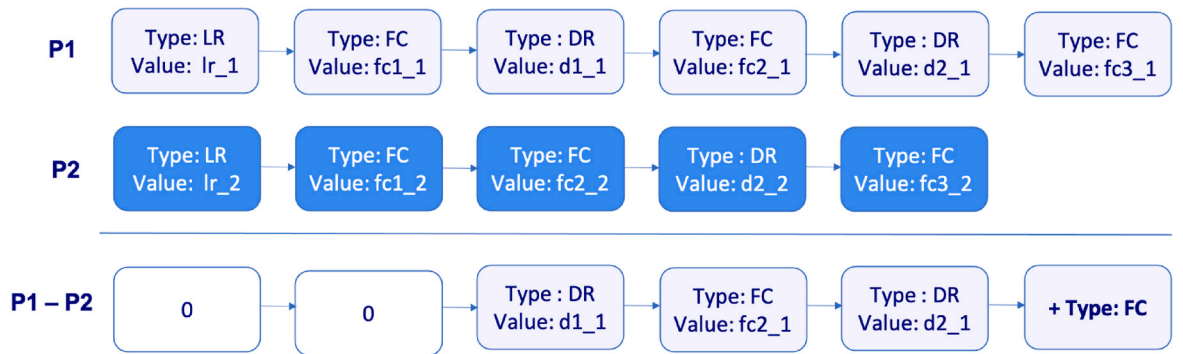 P1
Type: LR
Value: lr_1
Type: FC
Value: fc1_1
Type : DR
Value: d1_1
Type: FC
Value: fc2_1
Type : DR
Value: d2_1
Type: FC
Value: fc3_1
P2
Type: LR
Value: lr_2
Type: FC
Value: fc1_2
Type: FC
Value: fc2_2
Type : DR
Value: d2_2
Type: FC
Value: fc3_2
P1 – P2
0
0
Type : DR
Value: d1_1
Type: FC
Value: fc2_1
Type : DR
Value: d2_1
+ Type: FC